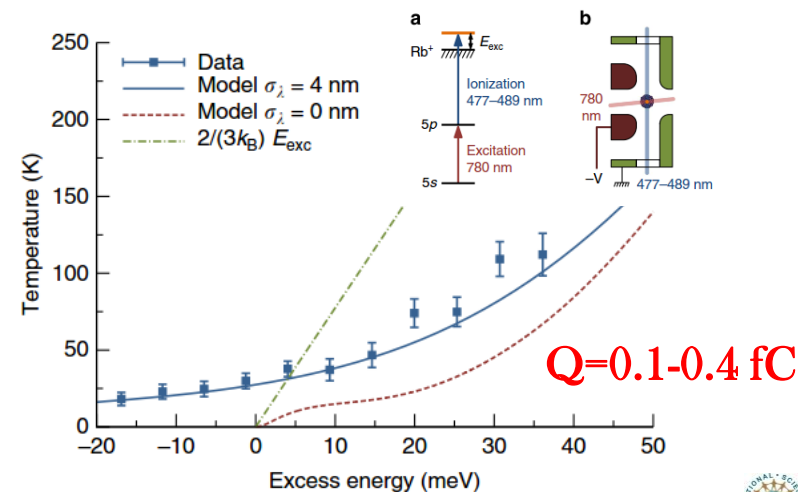 a
b
Rb⁺
E_exc
Ionization
477–489 nm
5p
Excitation
780 nm
5s
780
nm
–V
477–489 nm
Data
Model σ_λ = 4 nm
Model σ_λ = 0 nm
2/(3k_B) E_exc
Temperature (K)
250
200
150
100
50
0
–20
–10
0
10
20
30
40
50
Excess energy (meV)
Q=0.1-0.4 fC